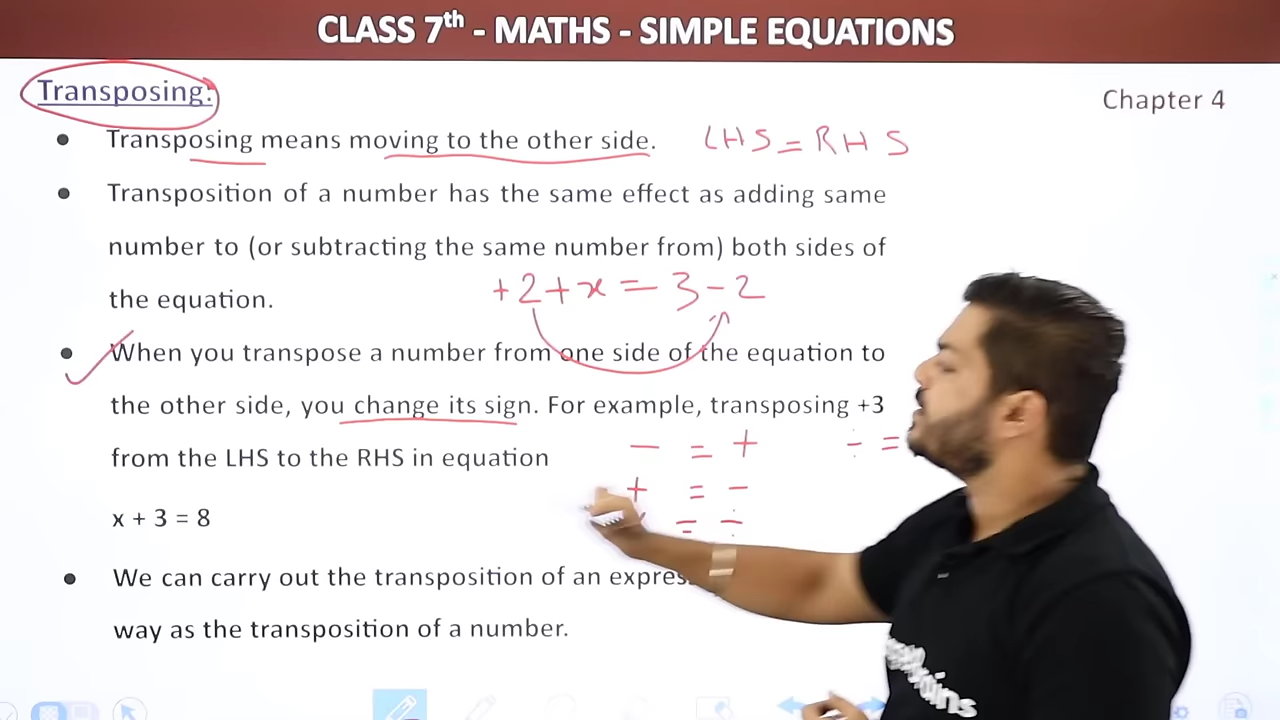 CLASS 7th - MATHS - SIMPLE EQUATIONS
Transposing:
Chapter 4
• Transposing means moving to the other side. LHS = RHS
• Transposition of a number has the same effect as adding same
number to (or subtracting the same number from) both sides of
the equation.
+2+x = 3-2
• When you transpose a number from one side of the equation to
the other side, you change its sign. For example, transposing +3
− = + ÷ =
from the LHS to the RHS in equation
+ = −
x + 3 = 8
= ÷
• We can carry out the transposition of an
way as the transposition of a number.